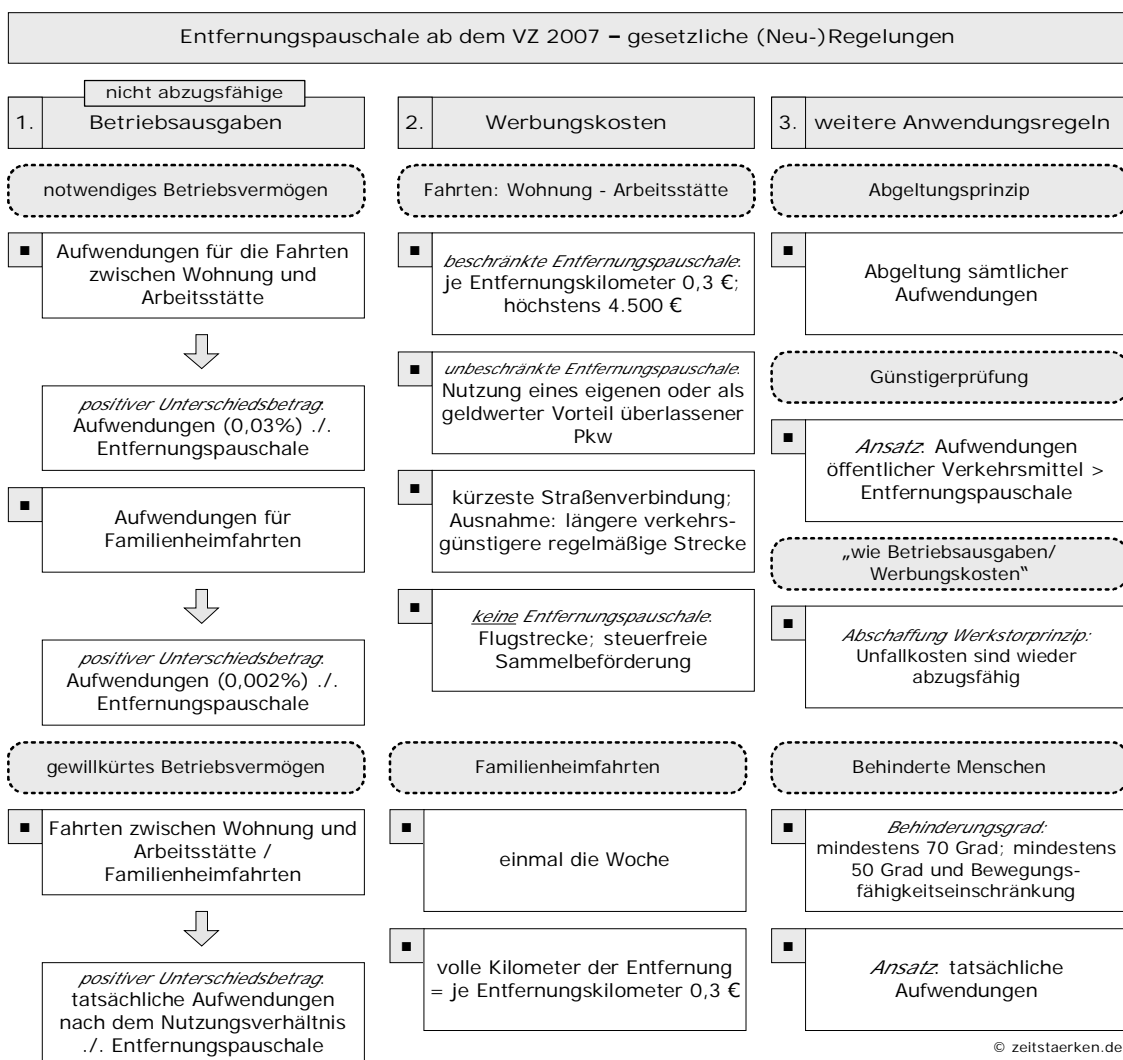 Entfernungspauschale ab dem VZ 2007 – gesetzliche (Neu-)Regelungen
nicht abzugsfähige
1. Betriebsausgaben
notwendiges Betriebsvermögen
■ Aufwendungen für die Fahrten
zwischen Wohnung und
Arbeitsstätte
positiver Unterschiedsbetrag:
Aufwendungen (0,03%) ./.
Entfernungspauschale
■ Aufwendungen für
Familienheimfahrten
positiver Unterschiedsbetrag:
Aufwendungen (0,002%) ./.
Entfernungspauschale
gewillkürtes Betriebsvermögen
■ Fahrten zwischen Wohnung und
Arbeitsstätte /
Familienheimfahrten
positiver Unterschiedsbetrag:
tatsächliche Aufwendungen
nach dem Nutzungsverhältnis
./. Entfernungspauschale
2. Werbungskosten
Fahrten: Wohnung - Arbeitsstätte
■ beschränkte Entfernungspauschale:
je Entfernungskilometer 0,3 €;
höchstens 4.500 €
■ unbeschränkte Entfernungspauschale:
Nutzung eines eigenen oder als
geldwerter Vorteil überlassener
Pkw
■ kürzeste Straßenverbindung;
Ausnahme: längere verkehrs-
günstigere regelmäßige Strecke
■ keine Entfernungspauschale:
Flugstrecke; steuerfreie
Sammelbeförderung
Familienheimfahrten
■ einmal die Woche
■ volle Kilometer der Entfernung
= je Entfernungskilometer 0,3 €
3. weitere Anwendungsregeln
Abgeltungsprinzip
■ Abgeltung sämtlicher
Aufwendungen
Günstigerprüfung
■ Ansatz: Aufwendungen
öffentlicher Verkehrsmittel >
Entfernungspauschale
„wie Betriebsausgaben/
Werbungskosten“
■ Abschaffung Werkstorprinzip:
Unfallkosten sind wieder
abzugsfähig
Behinderte Menschen
■ Behinderungsgrad:
mindestens 70 Grad; mindestens
50 Grad und Bewegungs-
fähigkeitseinschränkung
■ Ansatz: tatsächliche
Aufwendungen
© zeitstaerken.de